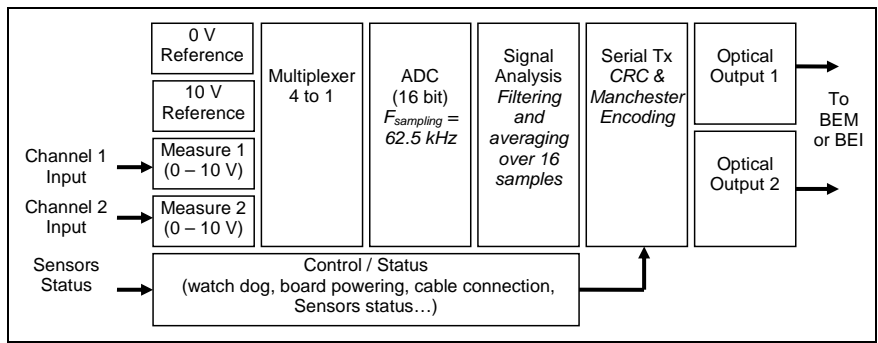 0 V
Reference
10 V
Reference
Channel 1
Input
Measure 1
(0 – 10 V)
Channel 2
Input
Measure 2
(0 – 10 V)
Multiplexer
4 to 1
ADC
(16 bit)
Fsampling =
62.5 kHz
Signal
Analysis
Filtering
and
averaging
over 16
samples
Serial Tx
CRC &
Manchester
Encoding
Optical
Output 1
Optical
Output 2
To
BEM
or BEI
Sensors
Status
Control / Status
(watch dog, board powering, cable connection,
Sensors status…)